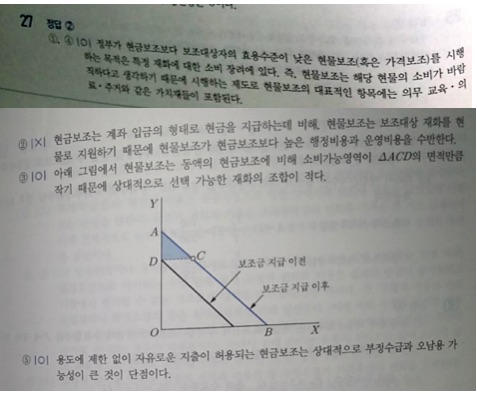 27 정답 ②
①, ④ |O| 정부가 현금보조보다 보조대상자의 효용수준이 낮은 현물보조(혹은 가격보조)를 시행
하는 목적은 특정 재화에 대한 소비 장려에 있다. 즉, 현물보조는 해당 현물의 소비가 바람
직하다고 생각하기 때문에 시행하는 제도로 현물보조의 대표적인 항목에는 의무 교육·의
료·주거와 같은 가치재들이 포함된다.
② |X| 현금보조는 계좌 입금의 형태로 현금을 지급하는데 비해, 현물보조는 보조대상 재화를 현
물로 지원하기 때문에 현물보조가 현금보조보다 높은 행정비용과 운영비용을 수반한다.
③ |O| 아래 그림에서 현물보조는 동액의 현금보조에 비해 소비가능영역이 ΔACD의 면적만큼
작기 때문에 상대적으로 선택 가능한 재화의 조합이 적다.
Y
A
D
C
보조금 지급 이전
보조금 지급 이후
O
B
X
⑤ |O| 용도에 제한 없이 자유로운 지출이 허용되는 현금보조는 상대적으로 부정수급과 오남용 가
능성이 큰 것이 단점이다.